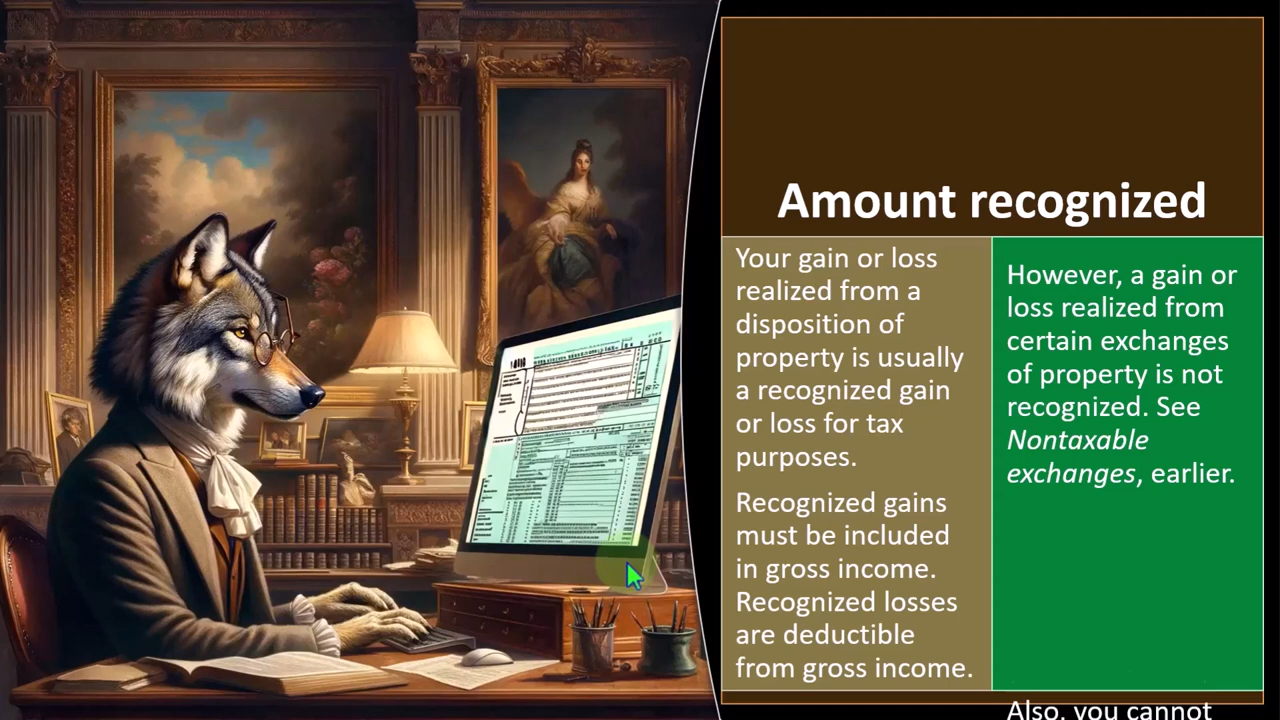 Amount recognized
Your gain or loss
realized from a
disposition of
property is usually
a recognized gain
or loss for tax
purposes.
Recognized gains
must be included
in gross income.
Recognized losses
are deductible
from gross income.
However, a gain or
loss realized from
certain exchanges
of property is not
recognized. See
Nontaxable
exchanges, earlier.
Also, you cannot